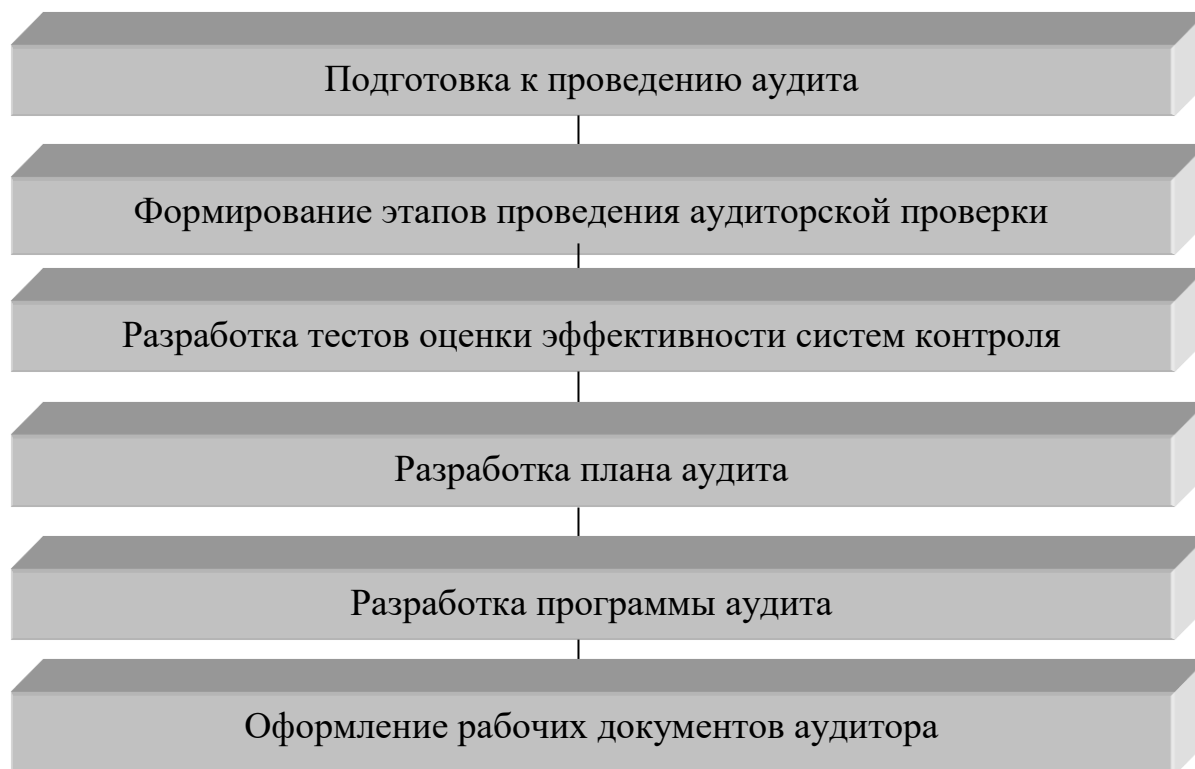 Подготовка к проведению аудита
Формирование этапов проведения аудиторской проверки
Разработка тестов оценки эффективности систем контроля
Разработка плана аудита
Разработка программы аудита
Оформление рабочих документов аудитора